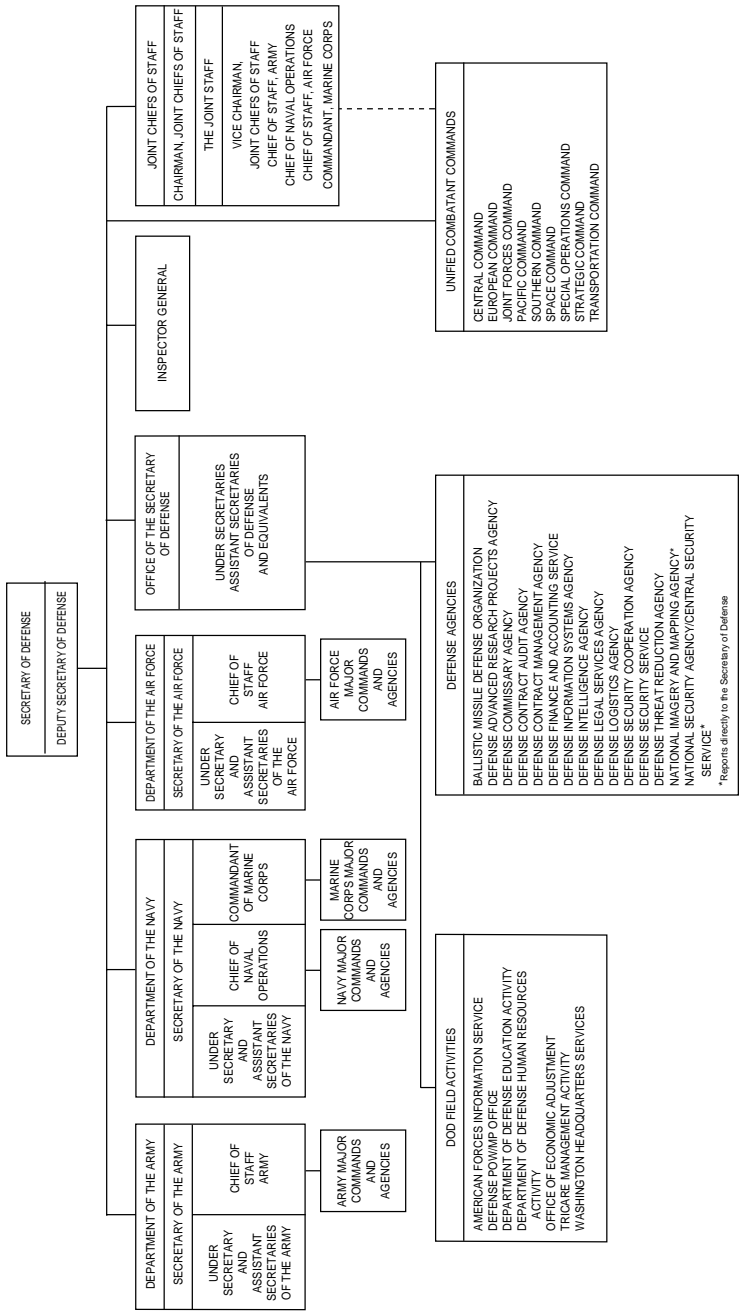 SECRETARY OF DEFENSE
DEPUTY SECRETARY OF DEFENSE
DEPARTMENT OF THE ARMY
SECRETARY OF THE ARMY
UNDER
SECRETARY
AND
ASSISTANT
SECRETARIES
OF THE ARMY
CHIEF OF
STAFF
ARMY
ARMY MAJOR
COMMANDS
AND
AGENCIES
DEPARTMENT OF THE NAVY
SECRETARY OF THE NAVY
UNDER
SECRETARY
AND
ASSISTANT
SECRETARIES
OF THE NAVY
CHIEF OF
NAVAL
OPERATIONS
COMMANDANT
OF MARINE
CORPS
NAVY MAJOR
COMMANDS
AND
AGENCIES
MARINE
CORPS MAJOR
COMMANDS
AND
AGENCIES
DEPARTMENT OF THE AIR FORCE
SECRETARY OF THE AIR FORCE
UNDER
SECRETARY
AND
ASSISTANT
SECRETARIES
OF THE
AIR FORCE
CHIEF OF
STAFF
AIR FORCE
AIR FORCE
MAJOR
COMMANDS
AND
AGENCIES
OFFICE OF THE SECRETARY
OF DEFENSE
UNDER SECRETARIES
ASSISTANT SECRETARIES
OF DEFENSE
AND EQUIVALENTS
INSPECTOR GENERAL
JOINT CHIEFS OF STAFF
CHAIRMAN, JOINT CHIEFS OF STAFF
THE JOINT STAFF
VICE CHAIRMAN,
JOINT CHIEFS OF STAFF
CHIEF OF STAFF, ARMY
CHIEF OF NAVAL OPERATIONS
CHIEF OF STAFF, AIR FORCE
COMMANDANT, MARINE CORPS
DOD FIELD ACTIVITIES
AMERICAN FORCES INFORMATION SERVICE
DEFENSE POW/MP OFFICE
DEPARTMENT OF DEFENSE EDUCATION ACTIVITY
DEPARTMENT OF DEFENSE HUMAN RESOURCES
ACTIVITY
OFFICE OF ECONOMIC ADJUSTMENT
TRICARE MANAGEMENT ACTIVITY
WASHINGTON HEADQUARTERS SERVICES
DEFENSE AGENCIES
BALLISTIC MISSILE DEFENSE ORGANIZATION
DEFENSE ADVANCED RESEARCH PROJECTS AGENCY
DEFENSE COMMISSARY AGENCY
DEFENSE CONTRACT AUDIT AGENCY
DEFENSE CONTRACT MANAGEMENT AGENCY
DEFENSE FINANCE AND ACCOUNTING SERVICE
DEFENSE INFORMATION SYSTEMS AGENCY
DEFENSE INTELLIGENCE AGENCY
DEFENSE LEGAL SERVICES AGENCY
DEFENSE LOGISTICS AGENCY
DEFENSE SECURITY COOPERATION AGENCY
DEFENSE SECURITY SERVICE
DEFENSE THREAT REDUCTION AGENCY
NATIONAL IMAGERY AND MAPPING AGENCY*
NATIONAL SECURITY AGENCY/CENTRAL SECURITY
SERVICE*
*Reports directly to the Secretary of Defense
UNIFIED COMBATANT COMMANDS
CENTRAL COMMAND
EUROPEAN COMMAND
JOINT FORCES COMMAND
PACIFIC COMMAND
SOUTHERN COMMAND
SPACE COMMAND
SPECIAL OPERATIONS COMMAND
STRATEGIC COMMAND
TRANSPORTATION COMMAND